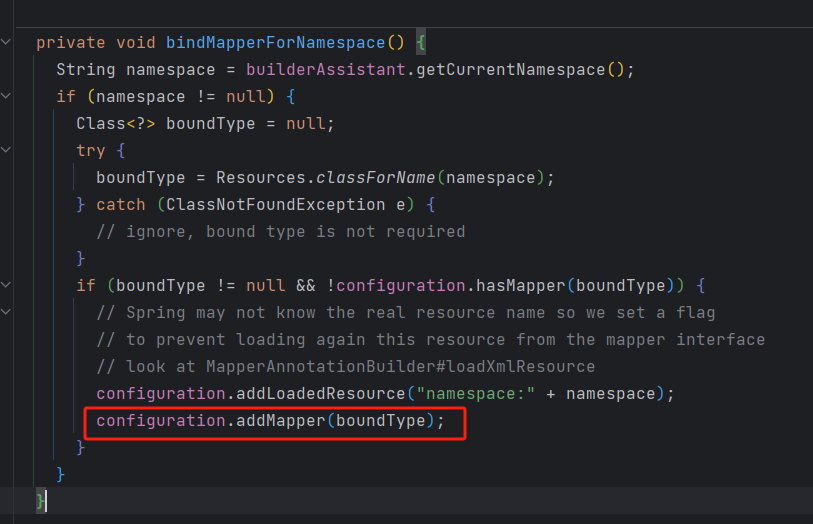 private void bindMapperForNamespace() {
String namespace = builderAssistant.getCurrentNamespace();
if (namespace != null) {
Class<?> boundType = null;
try {
boundType = Resources.classForName(namespace);
} catch (ClassNotFoundException e) {
// ignore, bound type is not required
}
if (boundType != null && !configuration.hasMapper(boundType)) {
// Spring may not know the real resource name so we set a flag
// to prevent loading again this resource from the mapper interface
// look at MapperAnnotationBuilder#loadXmlResource
configuration.addLoadedResource("namespace:" + namespace);
configuration.addMapper(boundType);
}
}
}